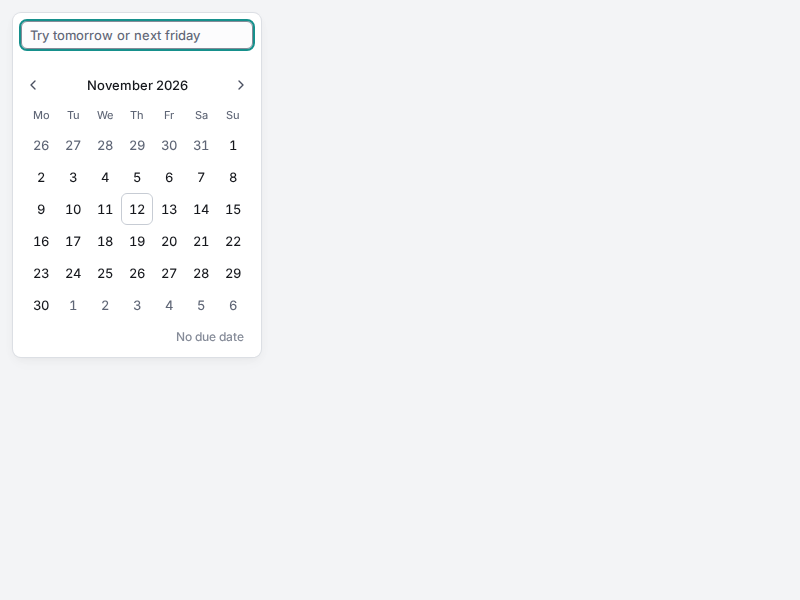 Try tomorrow or next friday
November 2026
Mo Tu We Th Fr Sa Su
26 27 28 29 30 31 1
2 3 4 5 6 7 8
9 10 11 12 13 14 15
16 17 18 19 20 21 22
23 24 25 26 27 28 29
30 1 2 3 4 5 6
No due date